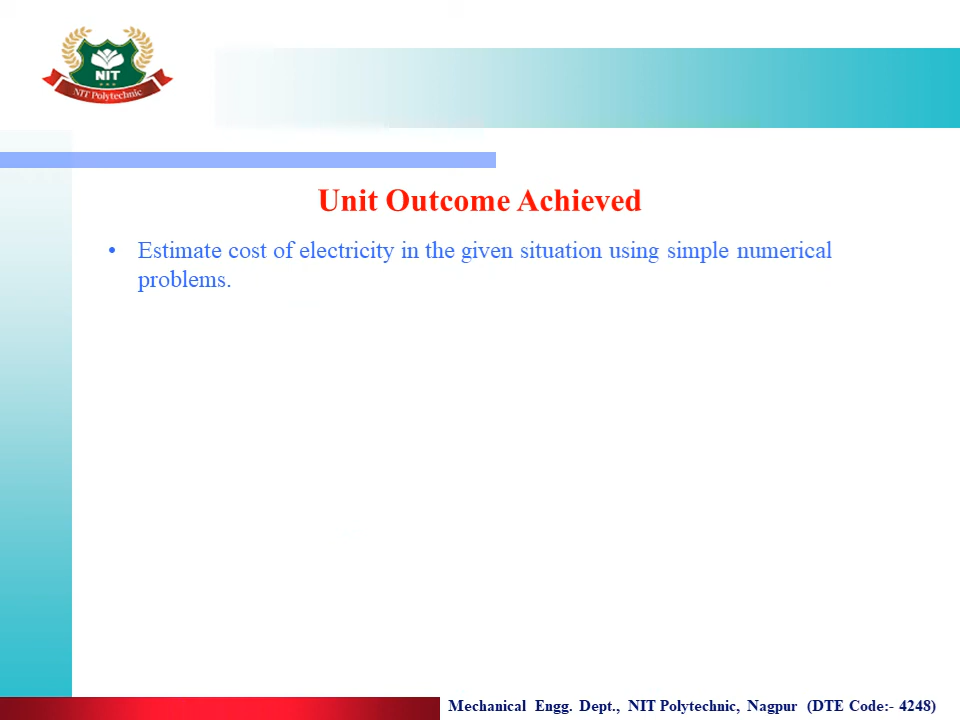 NIT
NIT Polytechnic
Unit Outcome Achieved
• Estimate cost of electricity in the given situation using simple numerical
problems.
Mechanical Engg. Dept., NIT Polytechnic, Nagpur (DTE Code:- 4248)